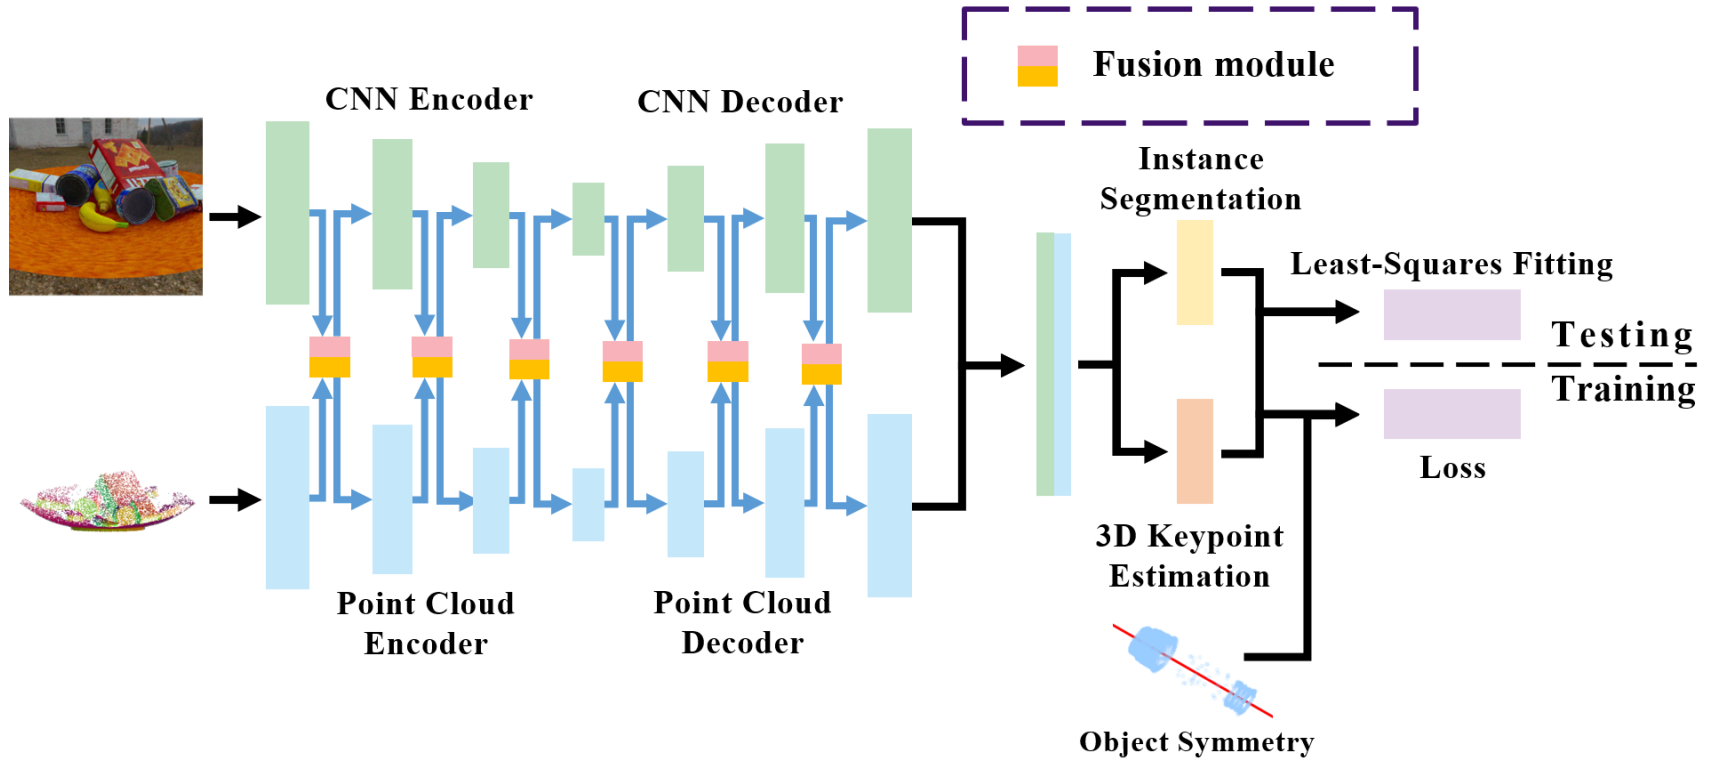 Fusion module
CNN Encoder
CNN Decoder
Instance
Segmentation
Least-Squares Fitting
Testing
Training
Loss
3D Keypoint
Estimation
Point Cloud
Encoder
Point Cloud
Decoder
Object Symmetry